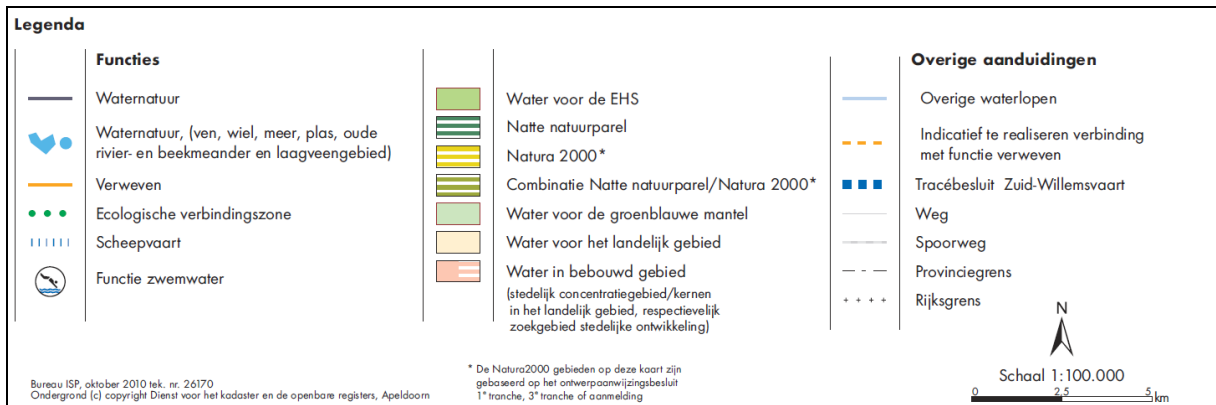 Legenda
Functies
Waternatuur
Waternatuur, (ven, wiel, meer, plas, oude
rivier- en beekmeander en laagveengebied)
Verweven
Ecologische verbindingszone
Scheepvaart
Functie zwemwater
Water voor de EHS
Natte natuurparel
Natura 2000*
Combinatie Natte natuurparel/Natura 2000*
Water voor de groenblauwe mantel
Water voor het landelijk gebied
Water in bebouwd gebied
(stedelijk concentratiegebied/kernen
in het landelijk gebied, respectievelijk
zoekgebied stedelijke ontwikkeling)
Overige aanduidingen
Overige waterlopen
Indicatief te realiseren verbinding
met functie verweven
Tracébesluit Zuid-Willemsvaart
Weg
Spoorweg
Provinciegrens
Rijksgrens
N
Schaal 1:100.000
0 2,5 5 km
Bureau ISP, oktober 2010 tek. nr. 26170
Ondergrond (c) copyright Dienst voor het kadaster en de openbare registers, Apeldoorn
* De Natura2000 gebieden op deze kaart zijn
gebaseerd op het ontwerpaanwijzingsbesluit
1° tranche, 3° tranche of aanmelding